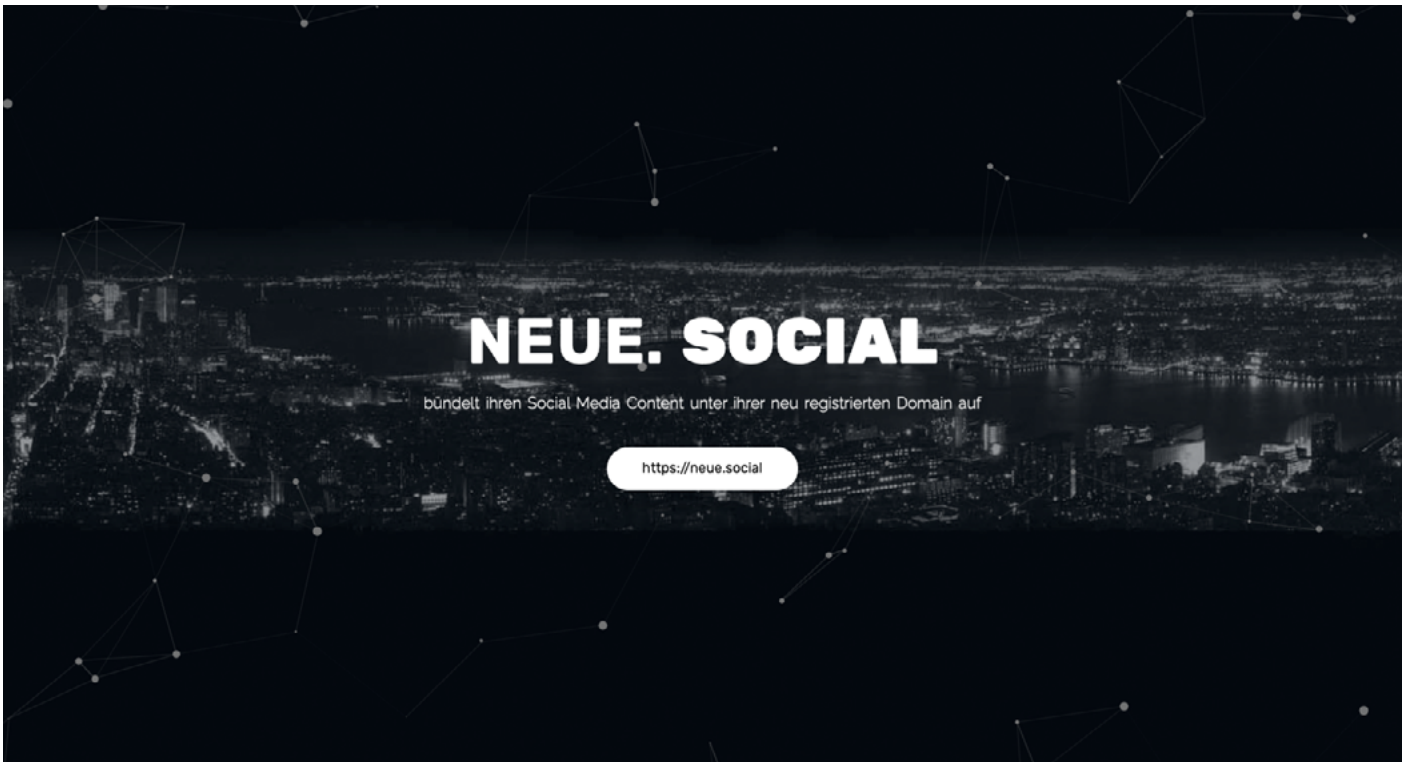 NEUE. SOCIAL
bündelt ihren Social Media Content unter ihrer neu registrierten Domain auf
https://neue.social